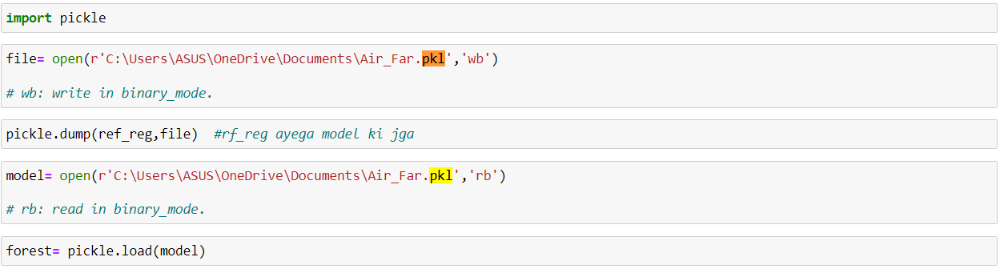 import pickle
file= open(r'C:\Users\ASUS\OneDrive\Documents\Air_Far.pkl','wb')
# wb: write in binary_mode.
pickle.dump(ref_reg,file)  #rf_reg ayega model ki jga
model= open(r'C:\Users\ASUS\OneDrive\Documents\Air_Far.pkl','rb')
# rb: read in binary_mode.
forest= pickle.load(model)